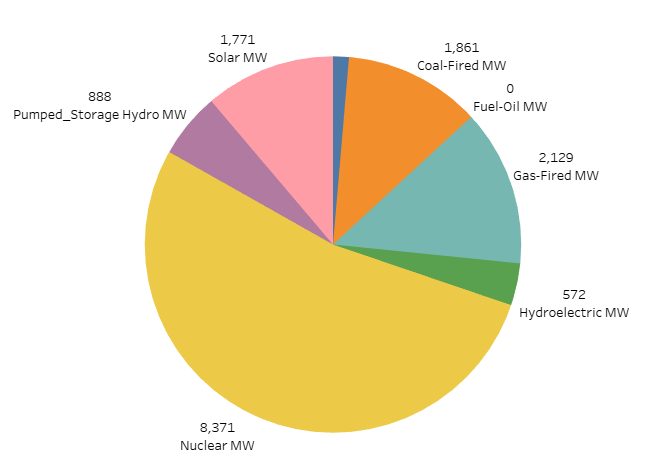 1,771
Solar MW
1,861
Coal-Fired MW
0
Fuel-Oil MW
888
Pumped_Storage Hydro MW
2,129
Gas-Fired MW
572
Hydroelectric MW
8,371
Nuclear MW